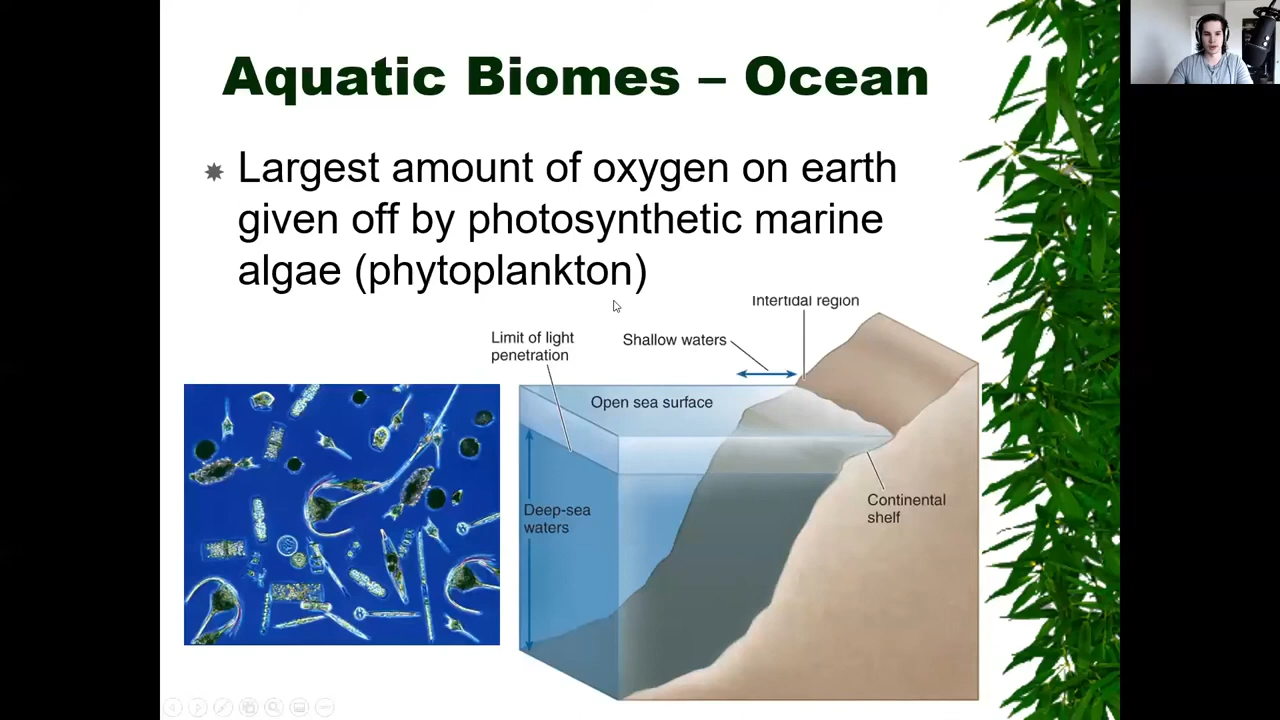 Aquatic Biomes – Ocean
Largest amount of oxygen on earth
given off by photosynthetic marine
algae (phytoplankton)
Intertidal region
Limit of light
penetration
Shallow waters
Open sea surface
Deep-sea
waters
Continental
shelf